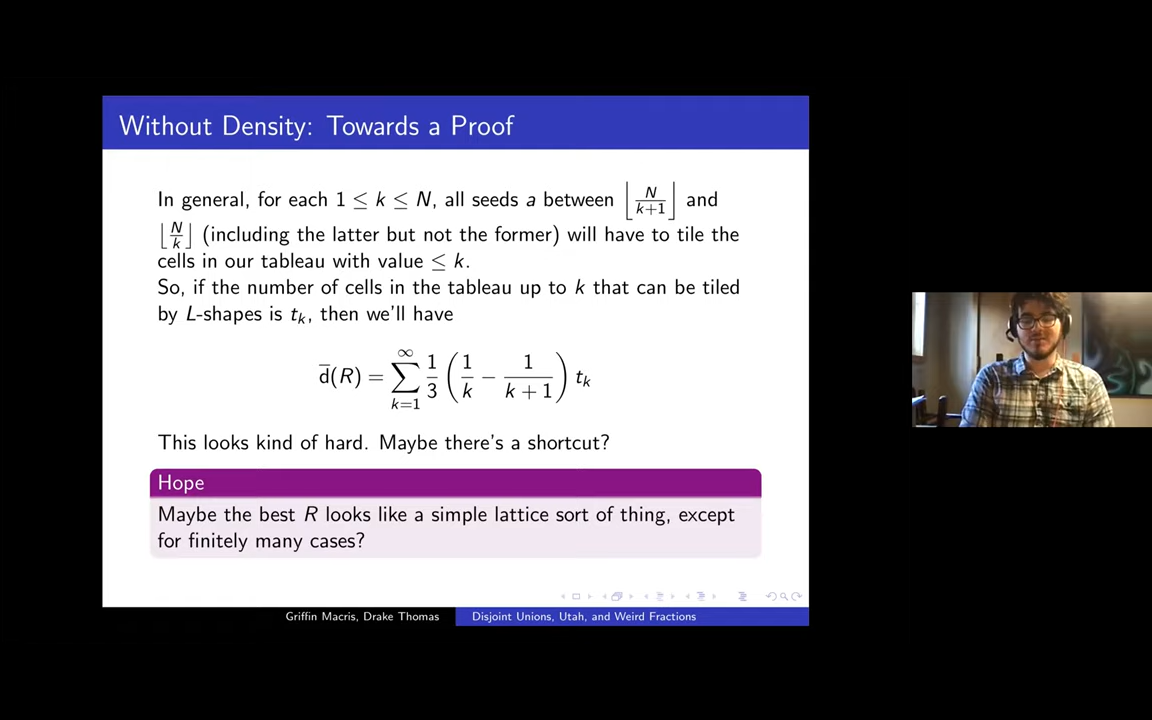 Without Density: Towards a Proof
In general, for each 1 ≤ k ≤ N, all seeds a between ⌊N/(k+1)⌋ and
⌊N/k⌋ (including the latter but not the former) will have to tile the
cells in our tableau with value ≤ k.
So, if the number of cells in the tableau up to k that can be tiled
by L-shapes is tₖ, then we'll have
d̅(R) = ∑_{k=1}^{∞} 1/3 (1/k − 1/(k+1)) tₖ
This looks kind of hard. Maybe there's a shortcut?
Hope
Maybe the best R looks like a simple lattice sort of thing, except
for finitely many cases?
Griffin Macris, Drake Thomas
Disjoint Unions, Utah, and Weird Fractions